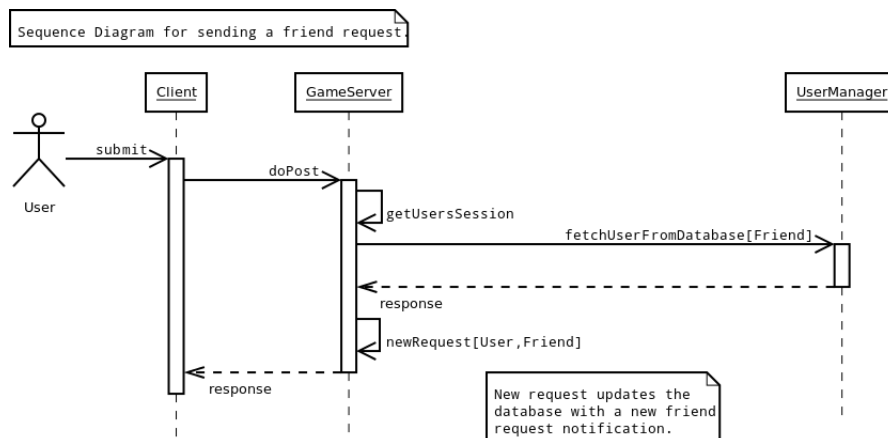 Sequence Diagram for sending a friend request.
Client
GameServer
UserManager
submit
doPost
User
getUsersSession
fetchUserFromDatabase[Friend]
response
newRequest[User,Friend]
response
New request updates the
database with a new friend
request notification.